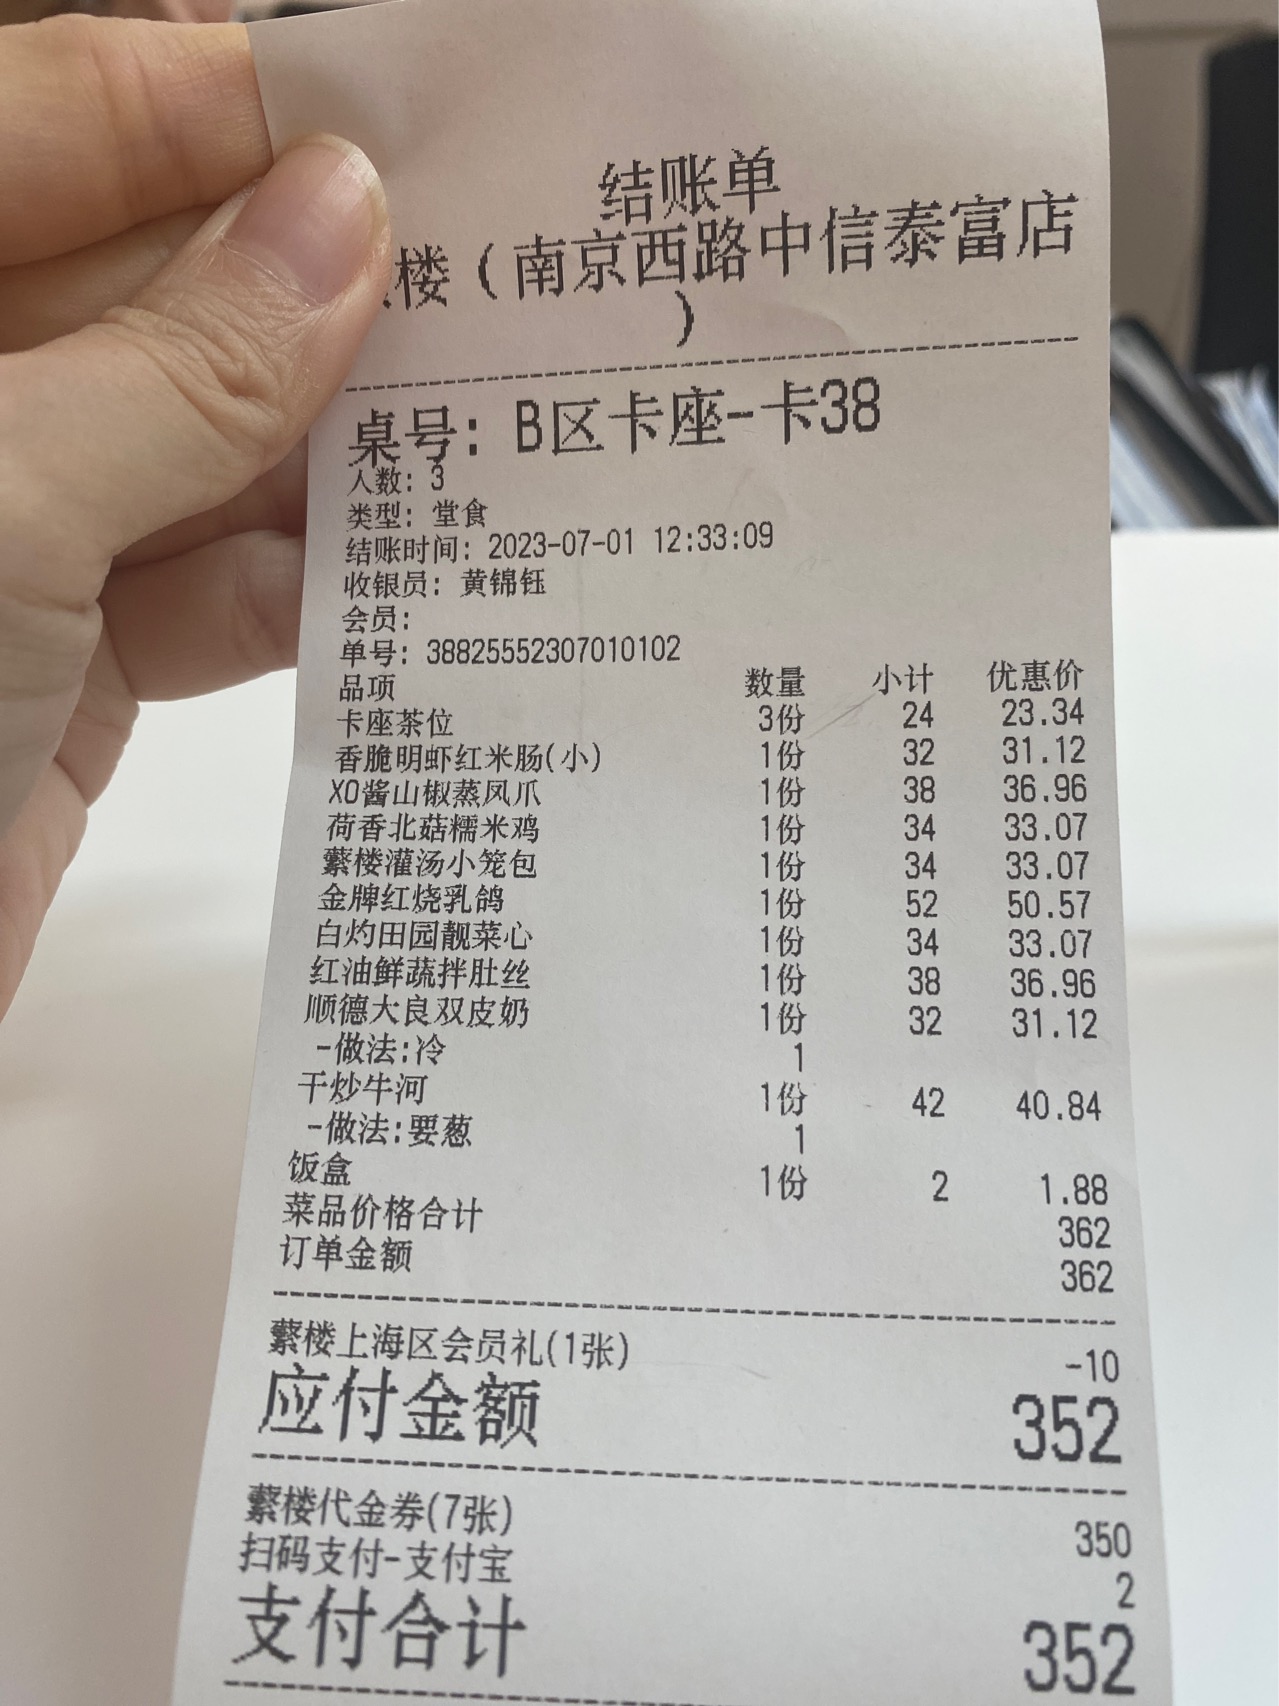 结账单
楼(南京西路中信泰富店
)
桌号: B区卡座-卡38
人数: 3
类型: 堂食
结账时间: 2023-07-01 12:33:09
收银员: 黄锦钰
会员:
单号: 38825552307010102
品项 数量 小计 优惠价
卡座茶位 3份 24 23.34
香脆明虾红米肠(小) 1份 32 31.12
XO酱山椒蒸凤爪 1份 38 36.96
荷香北菇糯米鸡 1份 34 33.07
蘩楼灌汤小笼包 1份 34 33.07
金牌红烧乳鸽 1份 52 50.57
白灼田园靓菜心 1份 34 33.07
红油鲜蔬拌肚丝 1份 38 36.96
顺德大良双皮奶 1份 32 31.12
-做法:冷 1
干炒牛河 1份 42 40.84
-做法:要葱 1
饭盒 1份 2 1.88
菜品价格合计 362
订单金额 362
蘩楼上海区会员礼(1张) -10
应付金额 352
蘩楼代金券(7张) 350
扫码支付-支付宝 2
支付合计 352